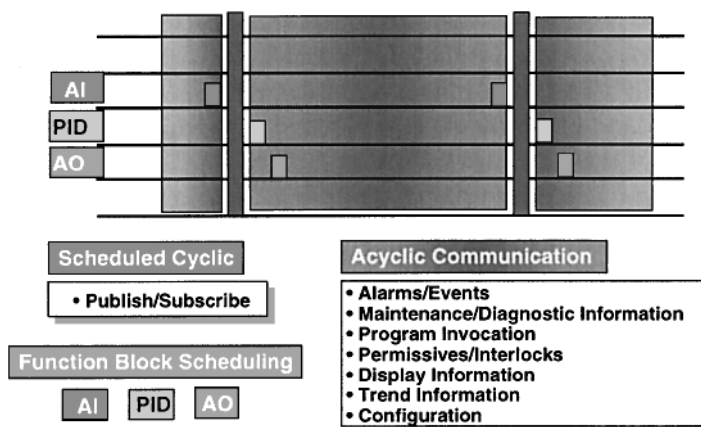 AI
PID
AO
Scheduled Cyclic
• Publish/Subscribe
Function Block Scheduling
AI PID AO
Acyclic Communication
• Alarms/Events
• Maintenance/Diagnostic Information
• Program Invocation
• Permissives/Interlocks
• Display Information
• Trend Information
• Configuration